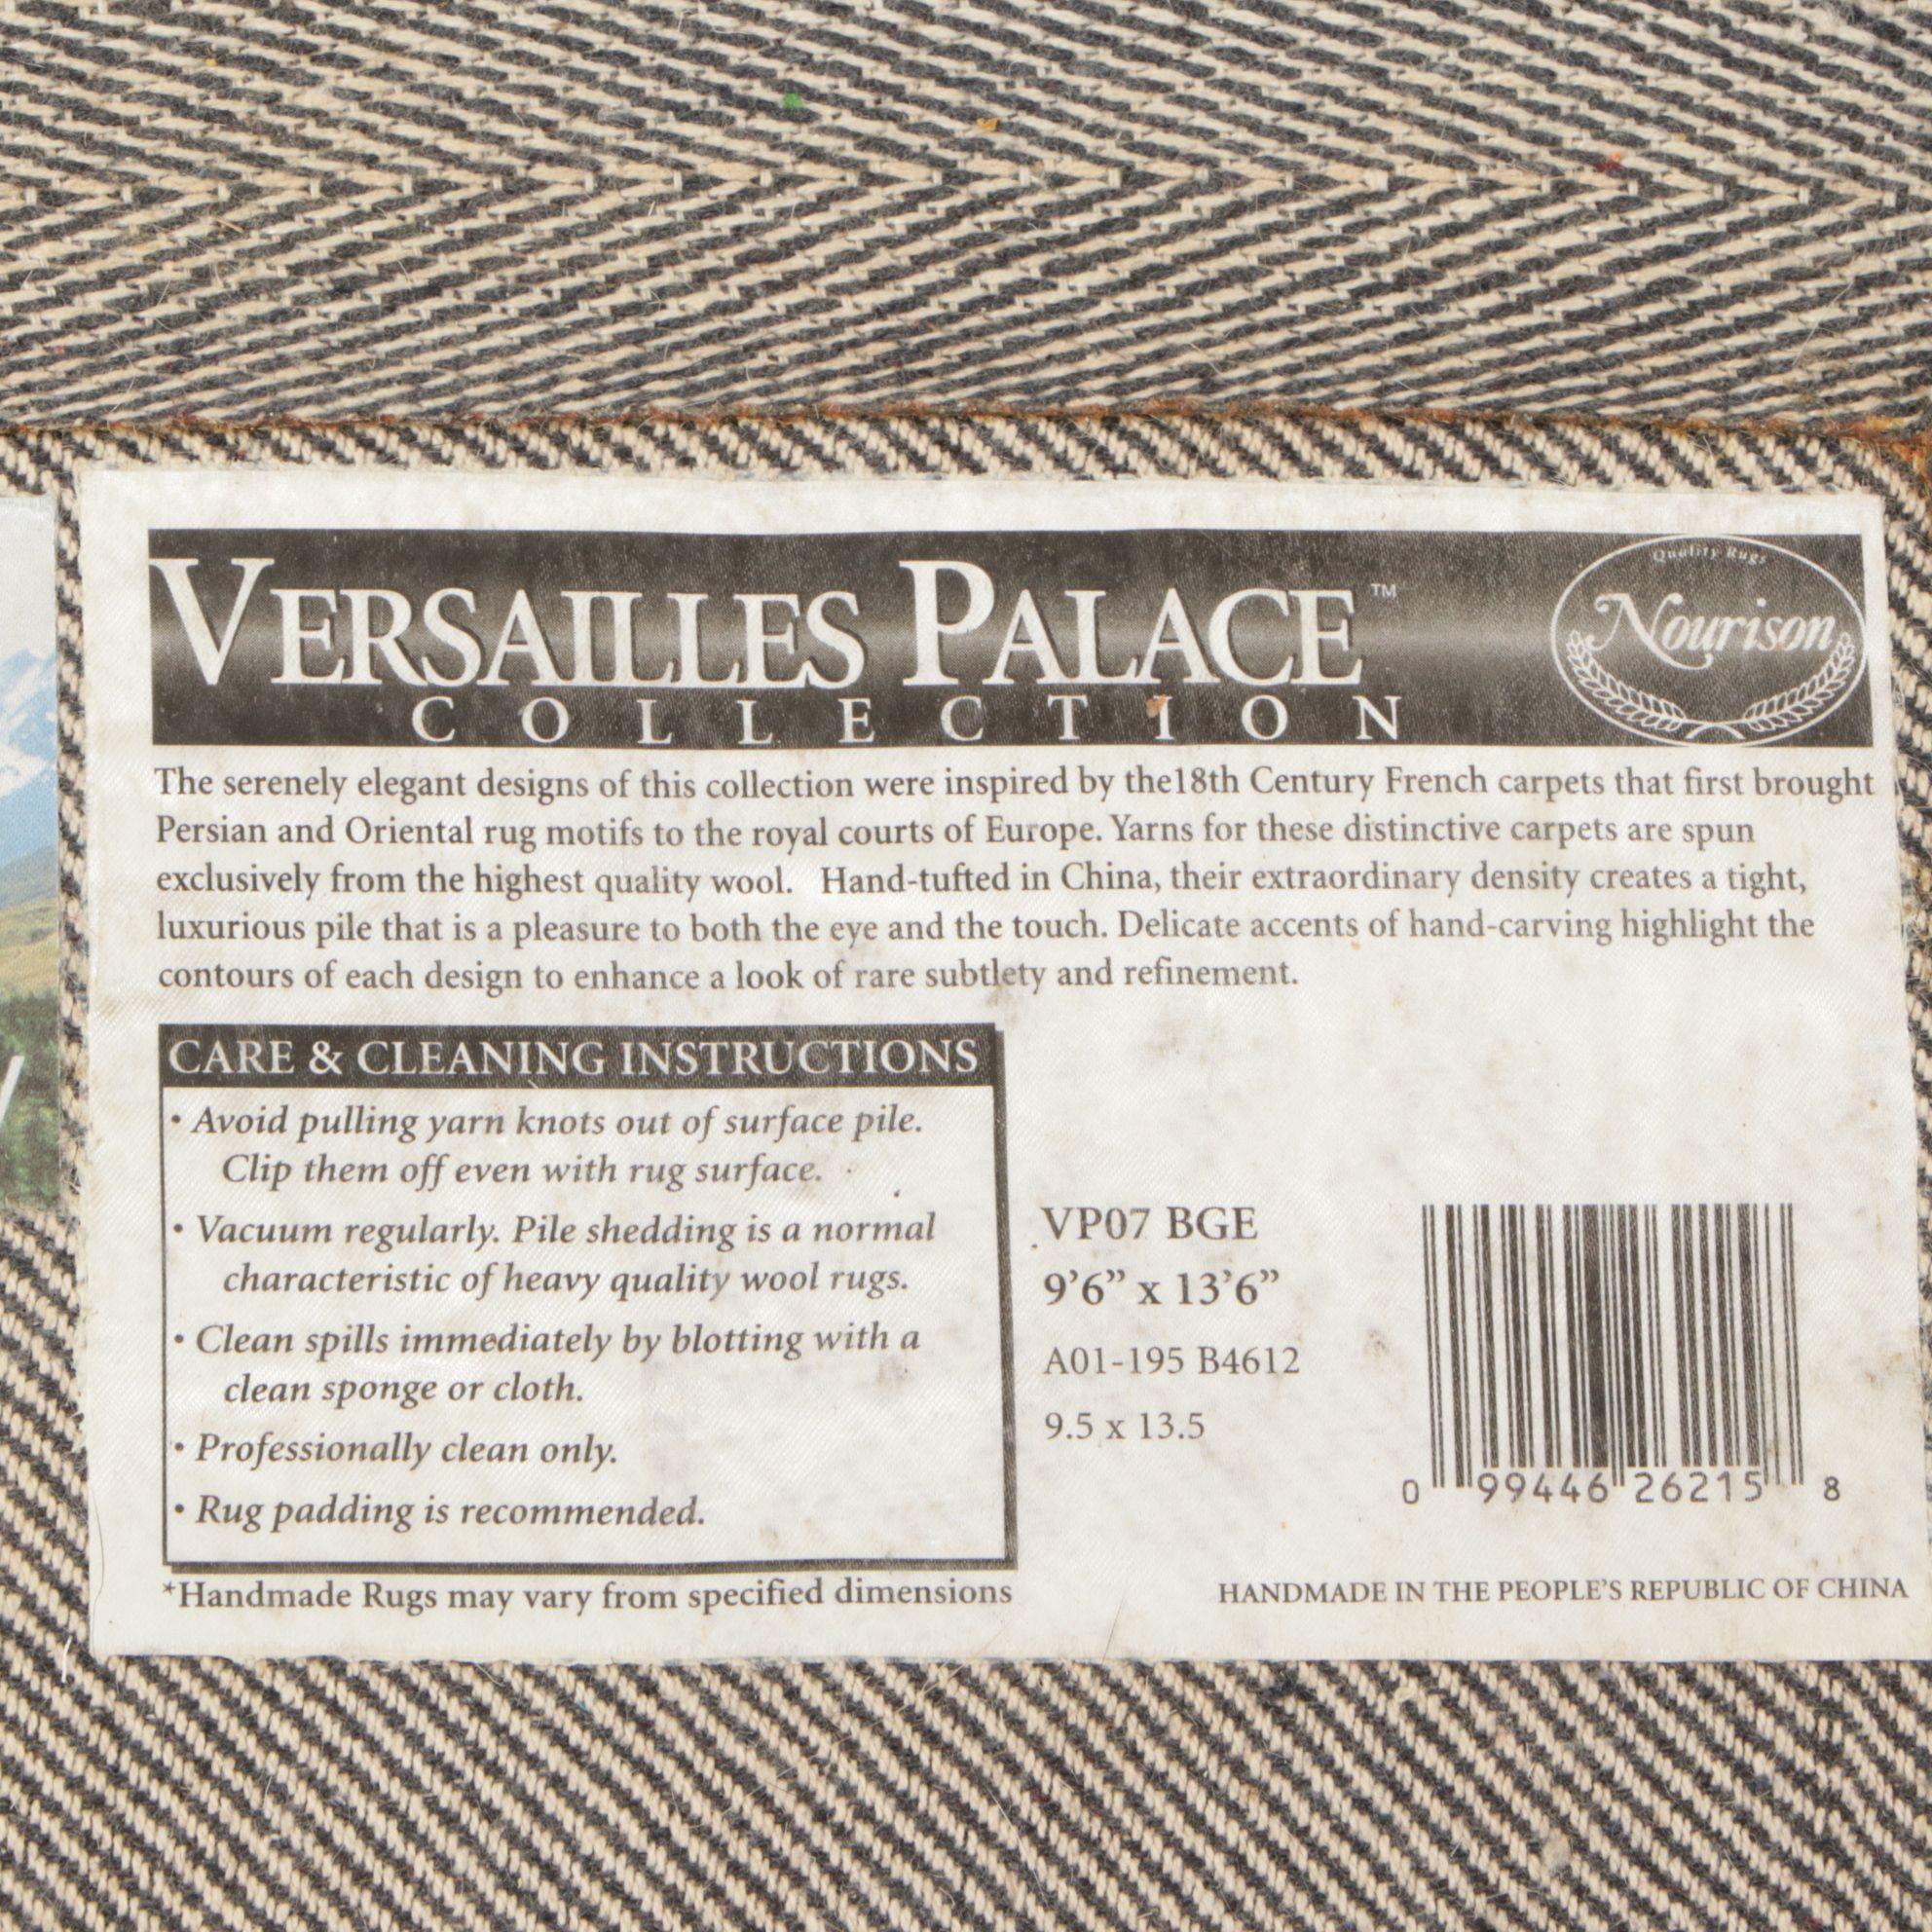 VERSAILLES PALACE™
COLLECTION
Quality Rugs
Nourison
The serenely elegant designs of this collection were inspired by the18th Century French carpets that first brought
Persian and Oriental rug motifs to the royal courts of Europe. Yarns for these distinctive carpets are spun
exclusively from the highest quality wool. Hand-tufted in China, their extraordinary density creates a tight,
luxurious pile that is a pleasure to both the eye and the touch. Delicate accents of hand-carving highlight the
contours of each design to enhance a look of rare subtlety and refinement.
CARE & CLEANING INSTRUCTIONS
• Avoid pulling yarn knots out of surface pile.
Clip them off even with rug surface.
• Vacuum regularly. Pile shedding is a normal
characteristic of heavy quality wool rugs.
• Clean spills immediately by blotting with a
clean sponge or cloth.
• Professionally clean only.
• Rug padding is recommended.
*Handmade Rugs may vary from specified dimensions
VP07 BGE
9’6” x 13’6”
A01-195 B4612
9.5 x 13.5
0 99446 26215 8
HANDMADE IN THE PEOPLE’S REPUBLIC OF CHINA